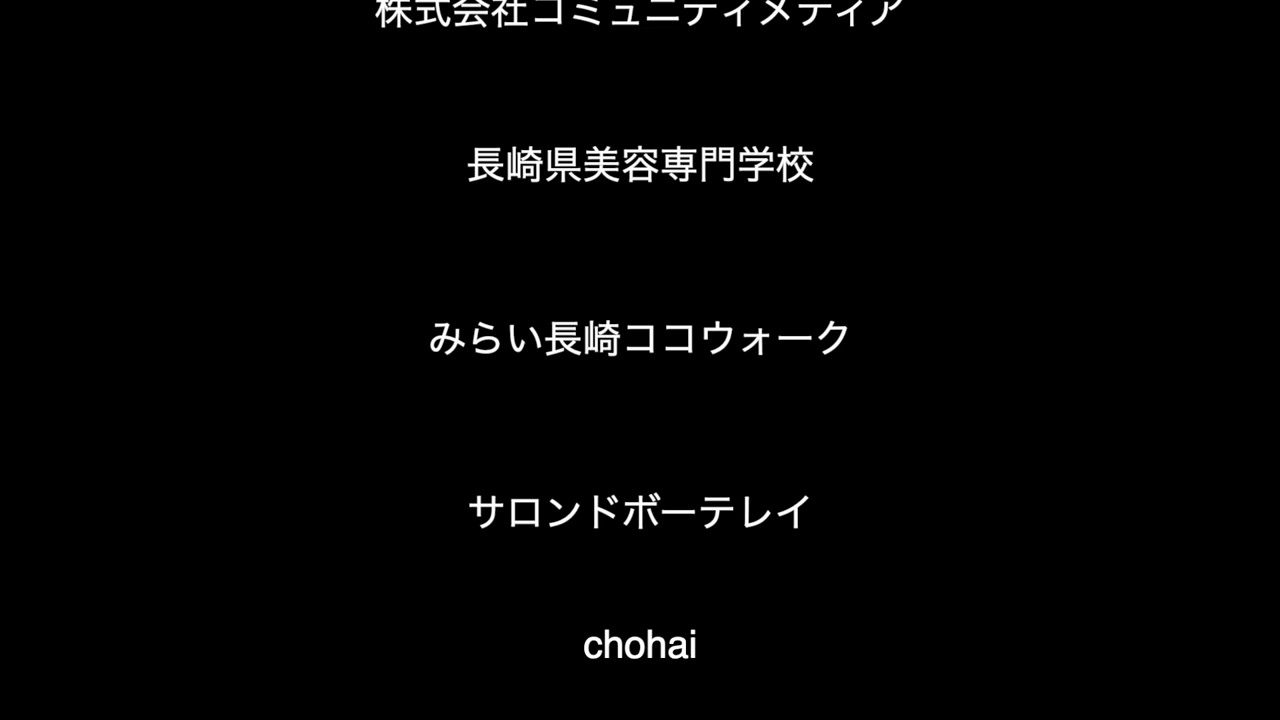 株式会社コミュニティメディア
長崎県美容専門学校
みらい長崎ココウォーク
サロンドボーテレイ
chohai